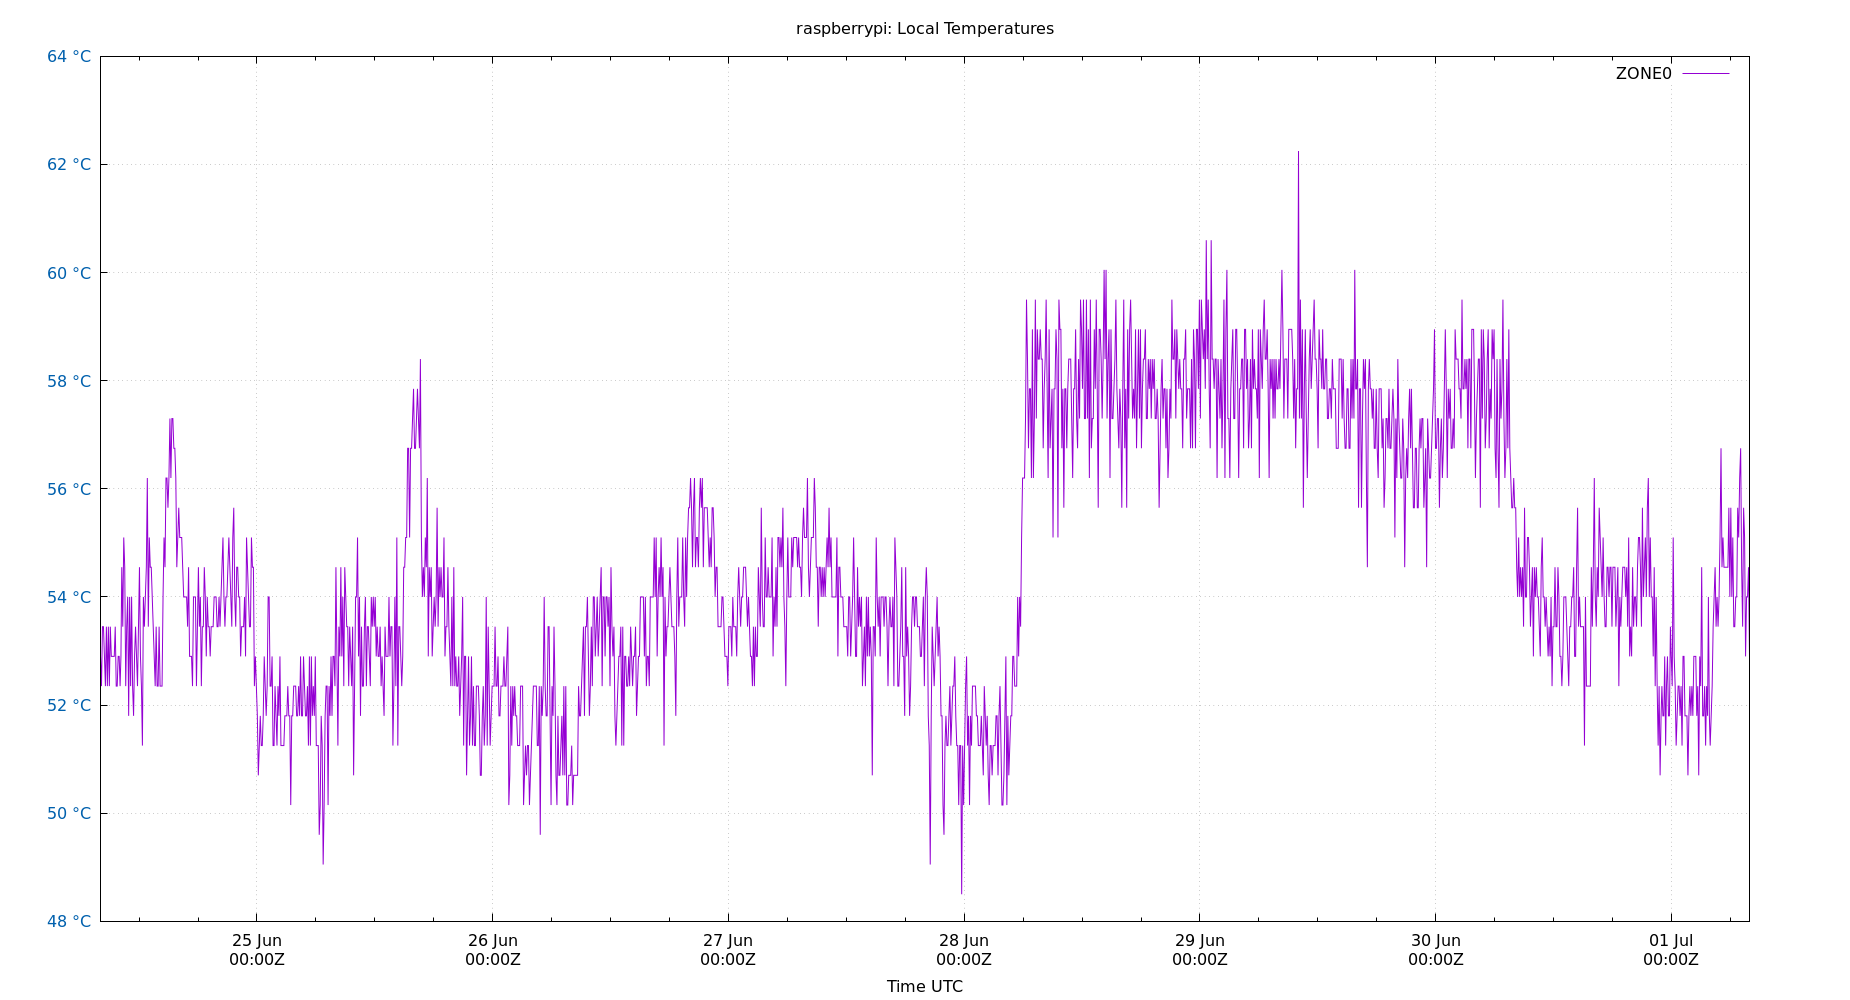 raspberrypi: Local Temperatures
ZONE0
64 °C
62 °C
60 °C
58 °C
56 °C
54 °C
52 °C
50 °C
48 °C
25 Jun 26 Jun 27 Jun 28 Jun 29 Jun 30 Jun 01 Jul
00:00Z 00:00Z 00:00Z 00:00Z 00:00Z 00:00Z 00:00Z
Time UTC